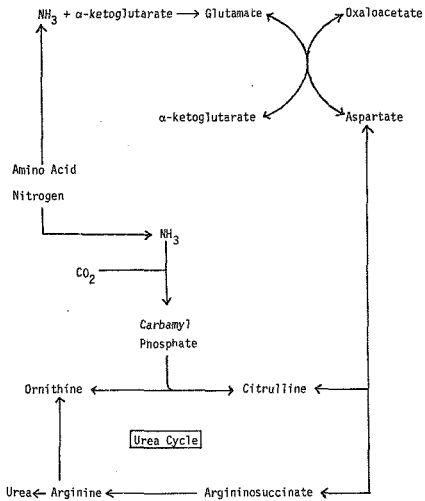 NH3 + α-ketoglutarate → Glutamate Oxaloacetate
α-ketoglutarate Aspartate
Amino Acid
Nitrogen
NH3
CO2
Carbamyl
Phosphate
Ornithine Citrulline
Urea Cycle
Urea Arginine Argininosuccinate